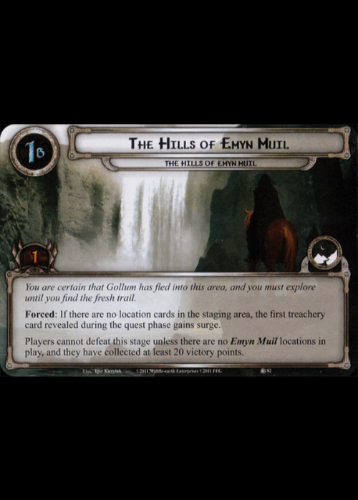 1B
THE HILLS OF EMYN MUIL
THE HILLS OF EMYN MUIL
1
You are certain that Gollum has fled into this area, and you must explore
until you find the fresh trail.
Forced: If there are no location cards in the staging area, the first treachery
card revealed during the quest phase gains surge.
Players cannot defeat this stage unless there are no Emyn Muil locations in
play, and they have collected at least 20 victory points.
©2011 Middle-earth Enterprises ©2011 FFG